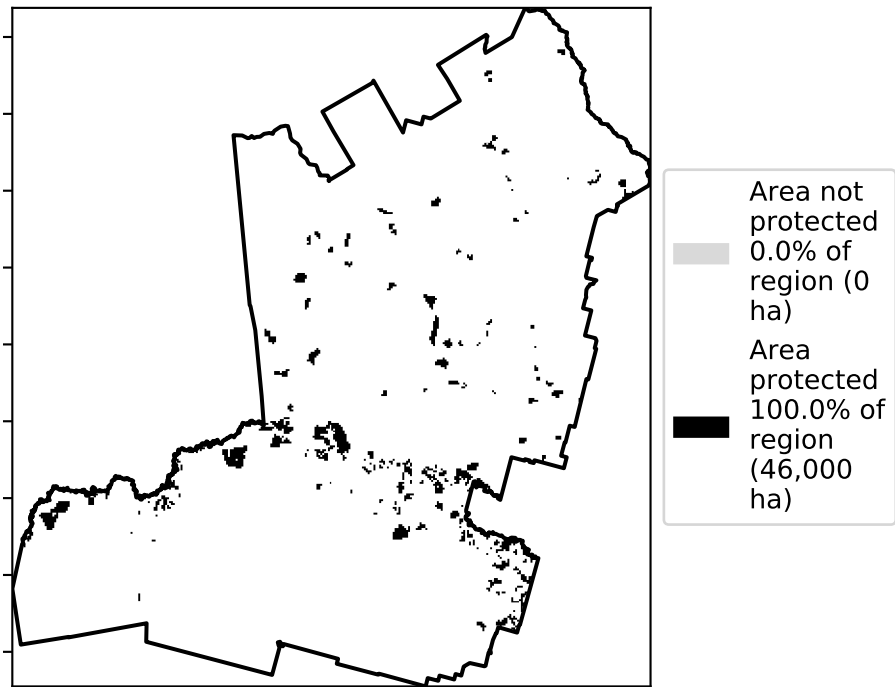 Area not
protected
0.0% of
region (0
ha)
Area
protected
100.0% of
region
(46,000
ha)